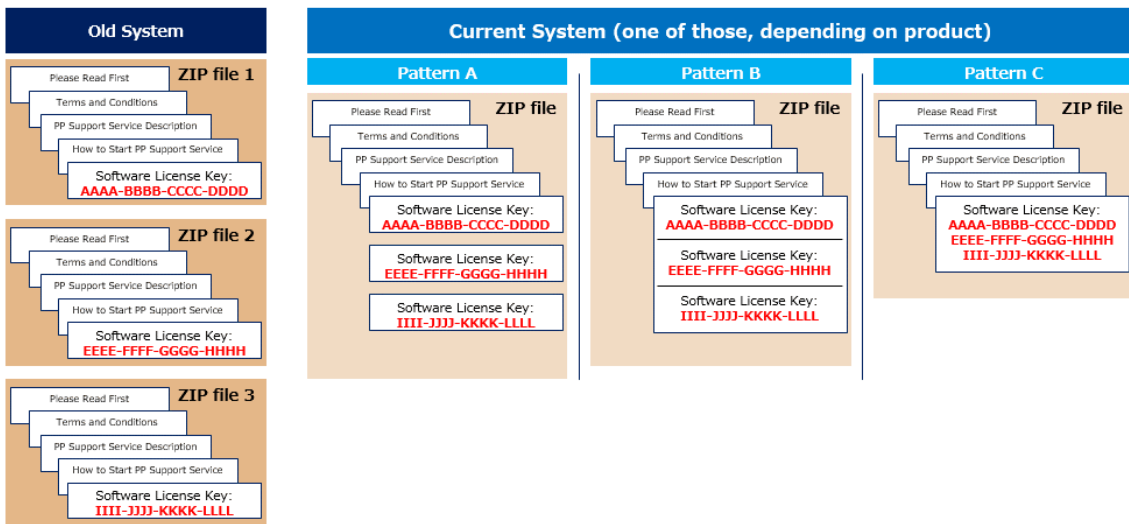 Old System
ZIP file 1
Please Read First
Terms and Conditions
PP Support Service Description
How to Start PP Support Service
Software License Key:
AAAA-BBBB-CCCC-DDDD
ZIP file 2
Please Read First
Terms and Conditions
PP Support Service Description
How to Start PP Support Service
Software License Key:
EEEE-FFFF-GGGG-HHHH
ZIP file 3
Please Read First
Terms and Conditions
PP Support Service Description
How to Start PP Support Service
Software License Key:
IIII-JJJJ-KKKK-LLLL
Current System (one of those, depending on product)
Pattern A
ZIP file
Please Read First
Terms and Conditions
PP Support Service Description
How to Start PP Support Service
Software License Key:
AAAA-BBBB-CCCC-DDDD
Software License Key:
EEEE-FFFF-GGGG-HHHH
Software License Key:
IIII-JJJJ-KKKK-LLLL
Pattern B
ZIP file
Please Read First
Terms and Conditions
PP Support Service Description
How to Start PP Support Service
Software License Key:
AAAA-BBBB-CCCC-DDDD
Software License Key:
EEEE-FFFF-GGGG-HHHH
Software License Key:
IIII-JJJJ-KKKK-LLLL
Pattern C
ZIP file
Please Read First
Terms and Conditions
PP Support Service Description
How to Start PP Support Service
Software License Key:
AAAA-BBBB-CCCC-DDDD
EEEE-FFFF-GGGG-HHHH
IIII-JJJJ-KKKK-LLLL